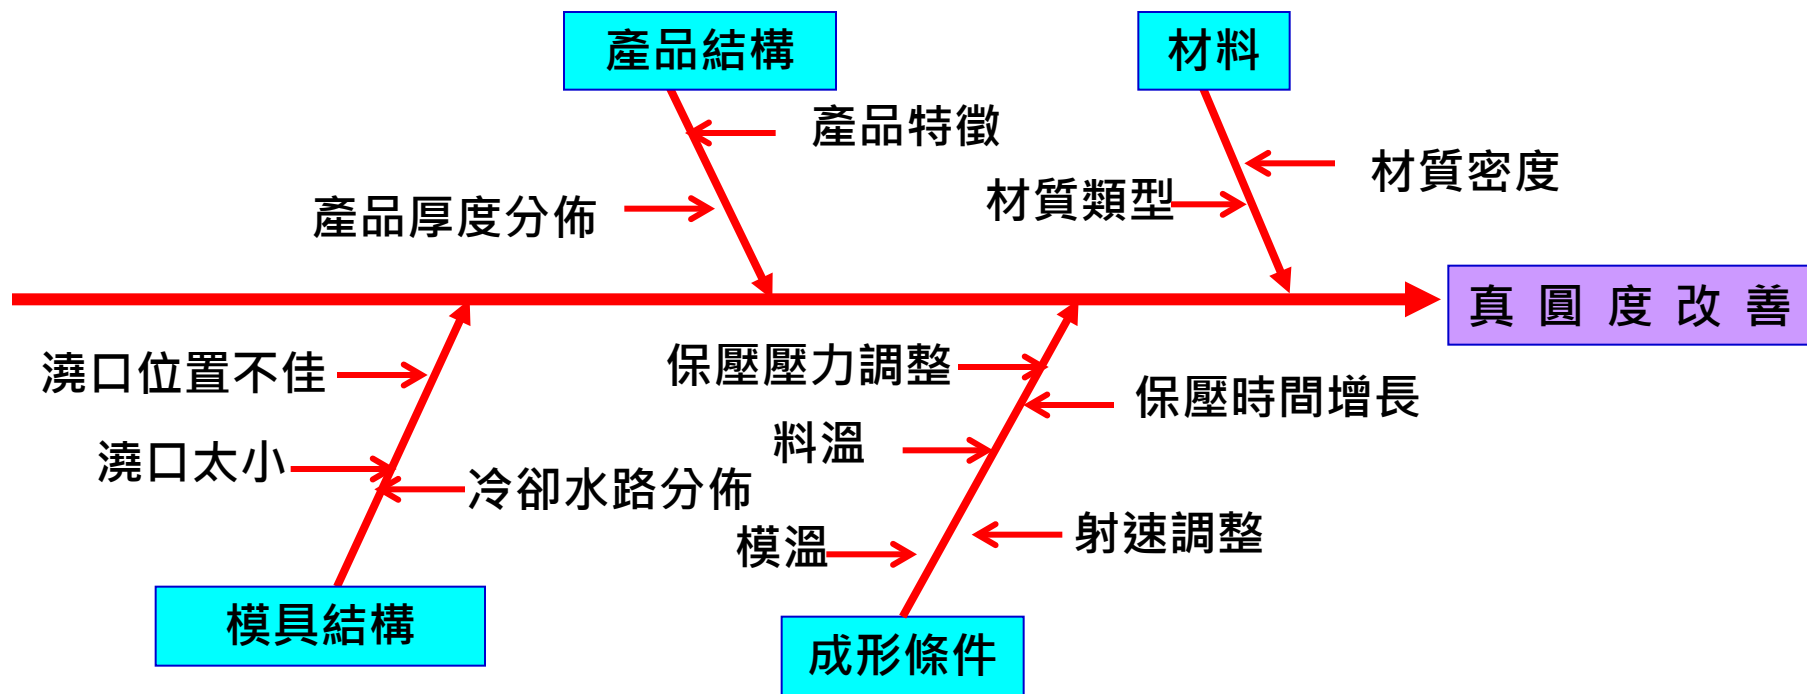 產品結構
材料
產品特徵
材質密度
材質類型
產品厚度分佈
真圓度改善
澆口位置不佳
保壓壓力調整
保壓時間增長
料溫
澆口太小
冷卻水路分佈
射速調整
模溫
模具結構
成形條件